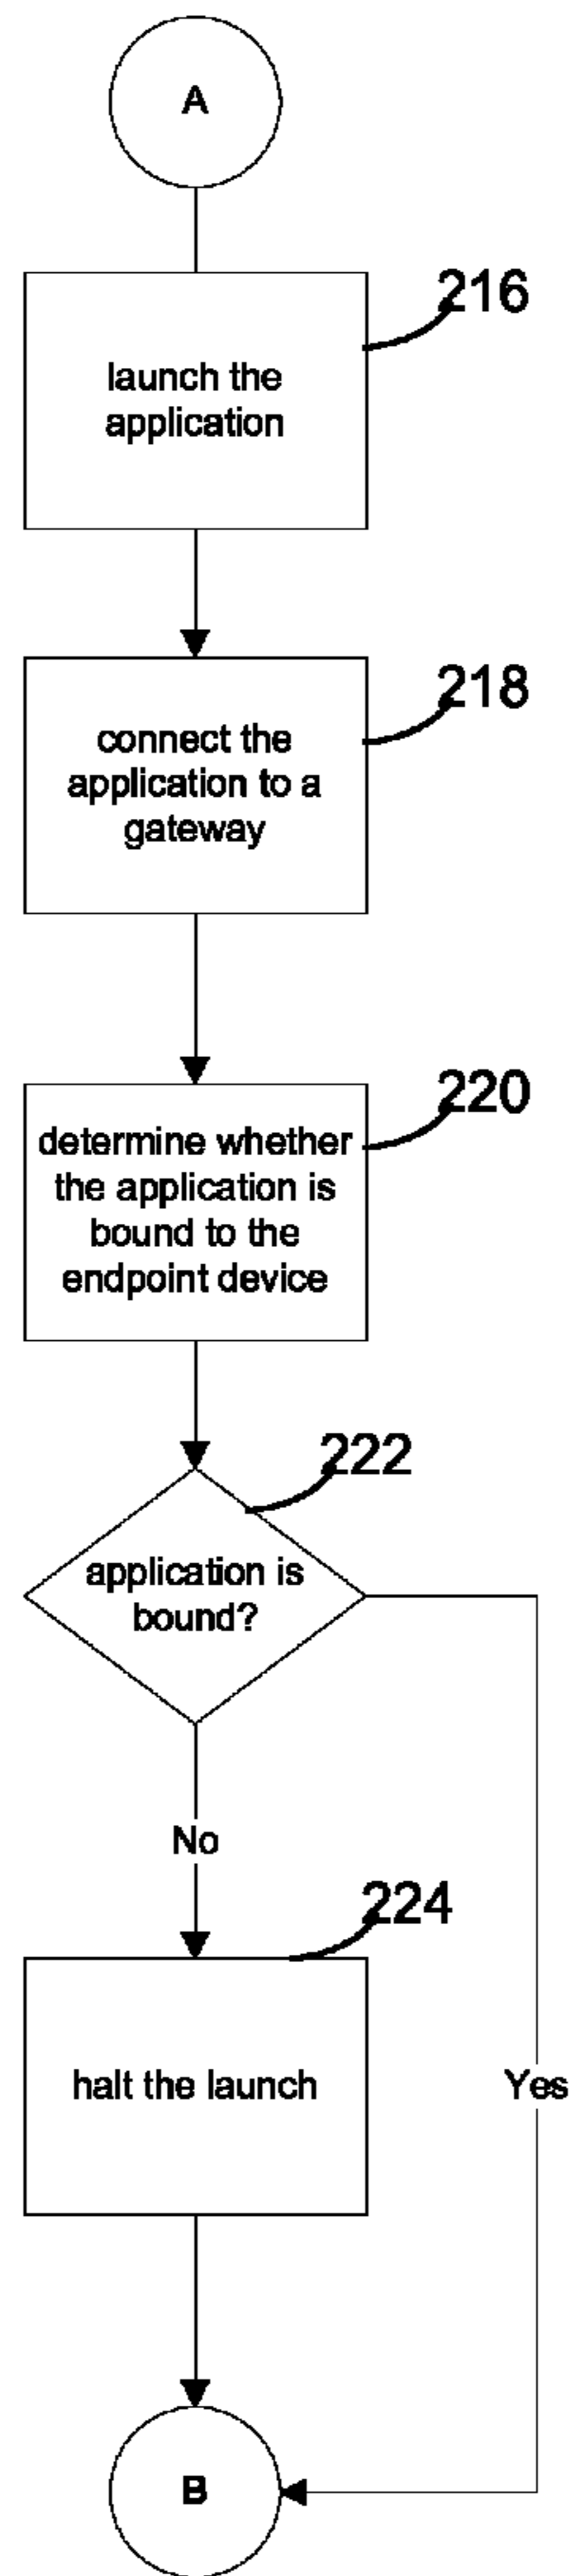 A
216
launch the
application
218
connect the
application to a
gateway
220
determine whether
the application is
bound to the
endpoint device
222
application is
bound?
No
224
halt the launch
Yes
B